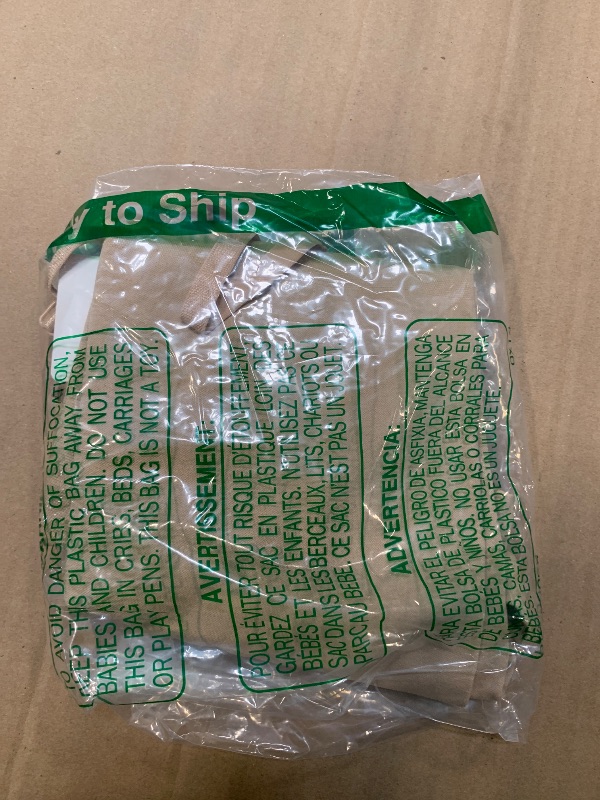 y to Ship
TO AVOID DANGER OF SUFFOCATION,
KEEP THIS PLASTIC BAG AWAY FROM
BABIES AND CHILDREN. DO NOT USE
THIS BAG IN CRIBS, BEDS, CARRIAGES
OR PLAY PENS. THIS BAG IS NOT A TOY.
AVERTISSEMENT:
POUR ÉVITER TOUT RISQUE D'ÉTOUFFEMENT,
GARDEZ CE SAC EN PLASTIQUE LOIN DES
BEBÉS ET LES ENFANTS. N'UTILISEZ PAS CE
SAC DANS LES BERCEAUX, LITS, CHARIOTS OU
PARC À BEBÉ. CE SAC N'EST PAS UN JOUET.
ADVERTENCIA:
PARA EVITAR EL PELIGRO DE ASFIXIA, MANTENGA
ESTA BOLSA DE PLASTICO FUERA DEL ALCANCE
DE BEBES Y NIÑOS. NO USAR ESTA BOLSA EN
CAMAS, CARRIOLAS O CORRALES PARA
BEBÉS. ESTA BOLSA NO ES UN JUGUETE.